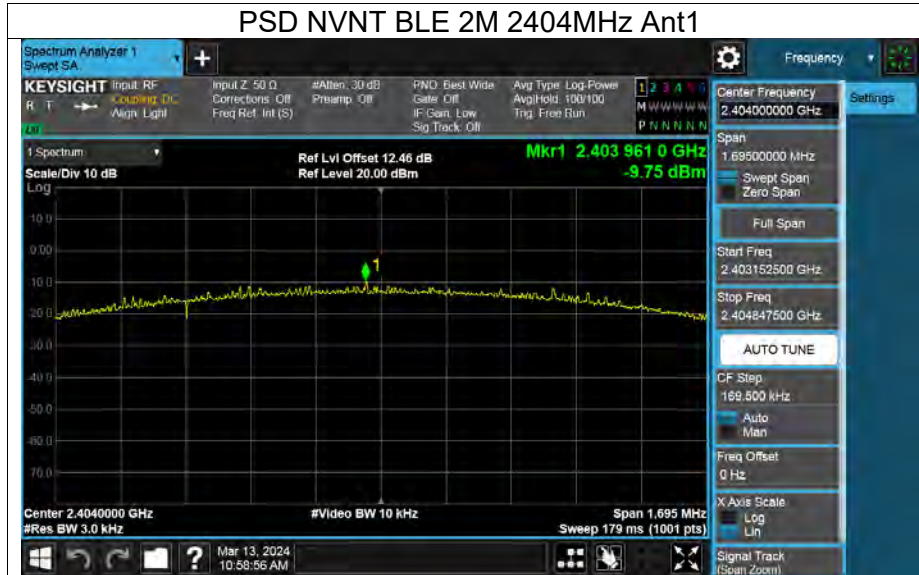 PSD NVNT BLE 2M 2404MHz Ant1
Spectrum Analyzer 1
Swept SA
+
Frequency
KEYSIGHT Input: RF
R T
Coupling: DC
Align: Light
Input Z: 50 Ω
Corrections: Off
Freq Ref: Int (S)
#Atten: 30 dB
Preamp: Off
PNO: Best Wide
Gate: Off
IF Gain: Low
Sig Track: Off
Avg Type: Log-Power
Avg|Hold: 100/100
Trig: Free Run
1 2 3 4 5 6
M W W W W W
P N N N N N
Center Frequency
2.404000000 GHz
Settings
Span
1.69500000 MHz
Swept Span
Zero Span
Full Span
Start Freq
2.403152500 GHz
Stop Freq
2.404847500 GHz
AUTO TUNE
CF Step
169.500 kHz
Auto
Man
Freq Offset
0 Hz
X Axis Scale
Log
Lin
Signal Track
(Span Zoom)
1 Spectrum
Scale/Div 10 dB
Ref Lvl Offset 12.46 dB
Ref Level 20.00 dBm
Mkr1 2.403 961 0 GHz
-9.75 dBm
Log
10.0
0.00
-10.0
-20.0
-30.0
-40.0
-50.0
-60.0
-70.0
1
Center 2.4040000 GHz
#Res BW 3.0 kHz
#Video BW 10 kHz
Span 1.695 MHz
Sweep 179 ms (1001 pts)
?
Mar 13, 2024
10:58:56 AM